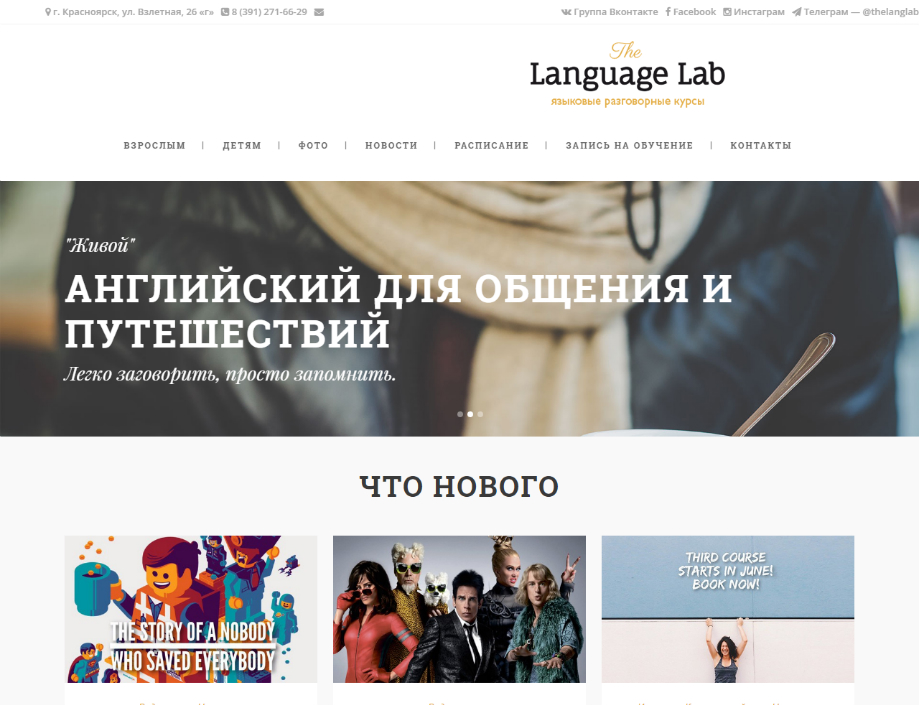 г. Красноярск, ул. Взлетная, 26 «г» 8 (391) 271-66-29
Группа Вконтакте Facebook Инстаграм Телеграм — @thelanglab
The
Language Lab
языковые разговорные курсы
ВЗРОСЛЫМ | ДЕТЯМ | ФОТО | НОВОСТИ | РАСПИСАНИЕ | ЗАПИСЬ НА ОБУЧЕНИЕ | КОНТАКТЫ
"Живой"
АНГЛИЙСКИЙ ДЛЯ ОБЩЕНИЯ И
ПУТЕШЕСТВИЙ
Легко заговорить, просто запомнить.
ЧТО НОВОГО
THE STORY OF A NOBODY
WHO SAVED EVERYBODY
THIRD COURSE
STARTS IN JUNE!
BOOK NOW!